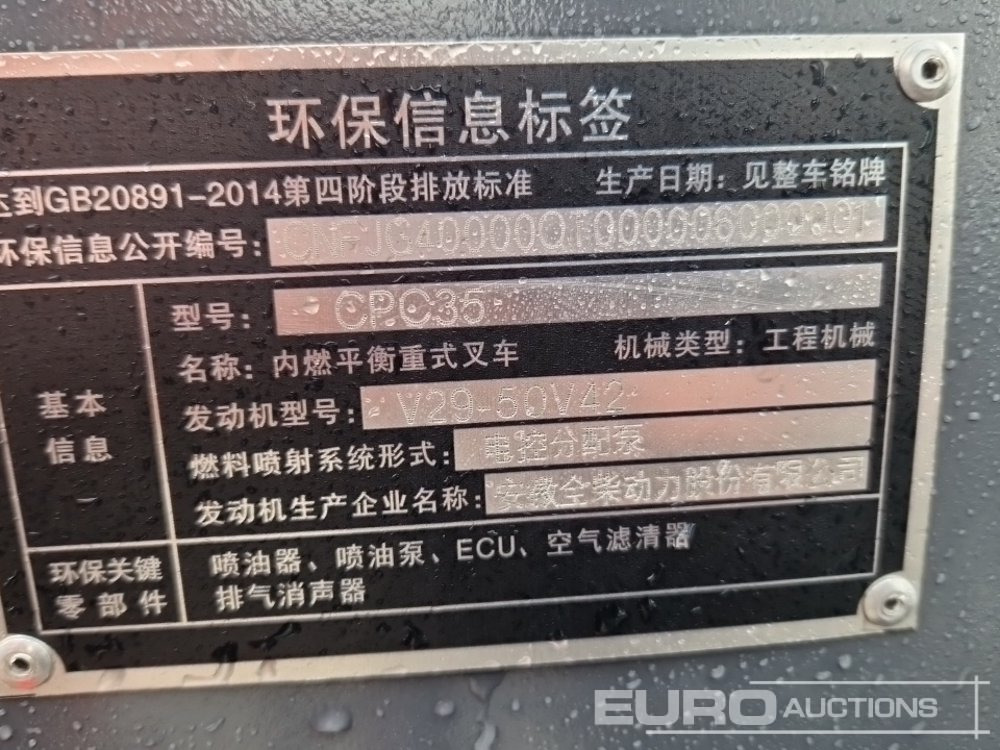 环保信息标签
达到GB20891-2014第四阶段排放标准 生产日期：见整车铭牌
环保信息公开编号：
型号： CPC35
名称：内燃平衡重式叉车 机械类型：工程机械
基本
信息
发动机型号： V29-50V42
燃料喷射系统形式： 电控分配泵
发动机生产企业名称： 安徽全柴动力股份有限公司
环保关键
零部件
喷油器、喷油泵、ECU、空气滤清器
排气消声器
EURO AUCTIONS